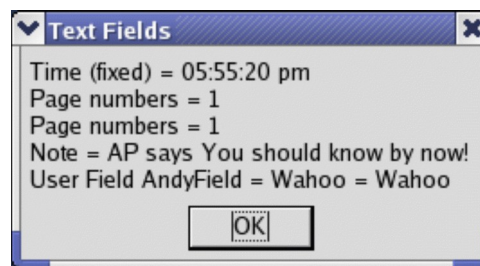 Text Fields
Time (fixed) = 05:55:20 pm
Page numbers = 1
Page numbers = 1
Note = AP says You should know by now!
User Field AndyField = Wahoo = Wahoo
OK